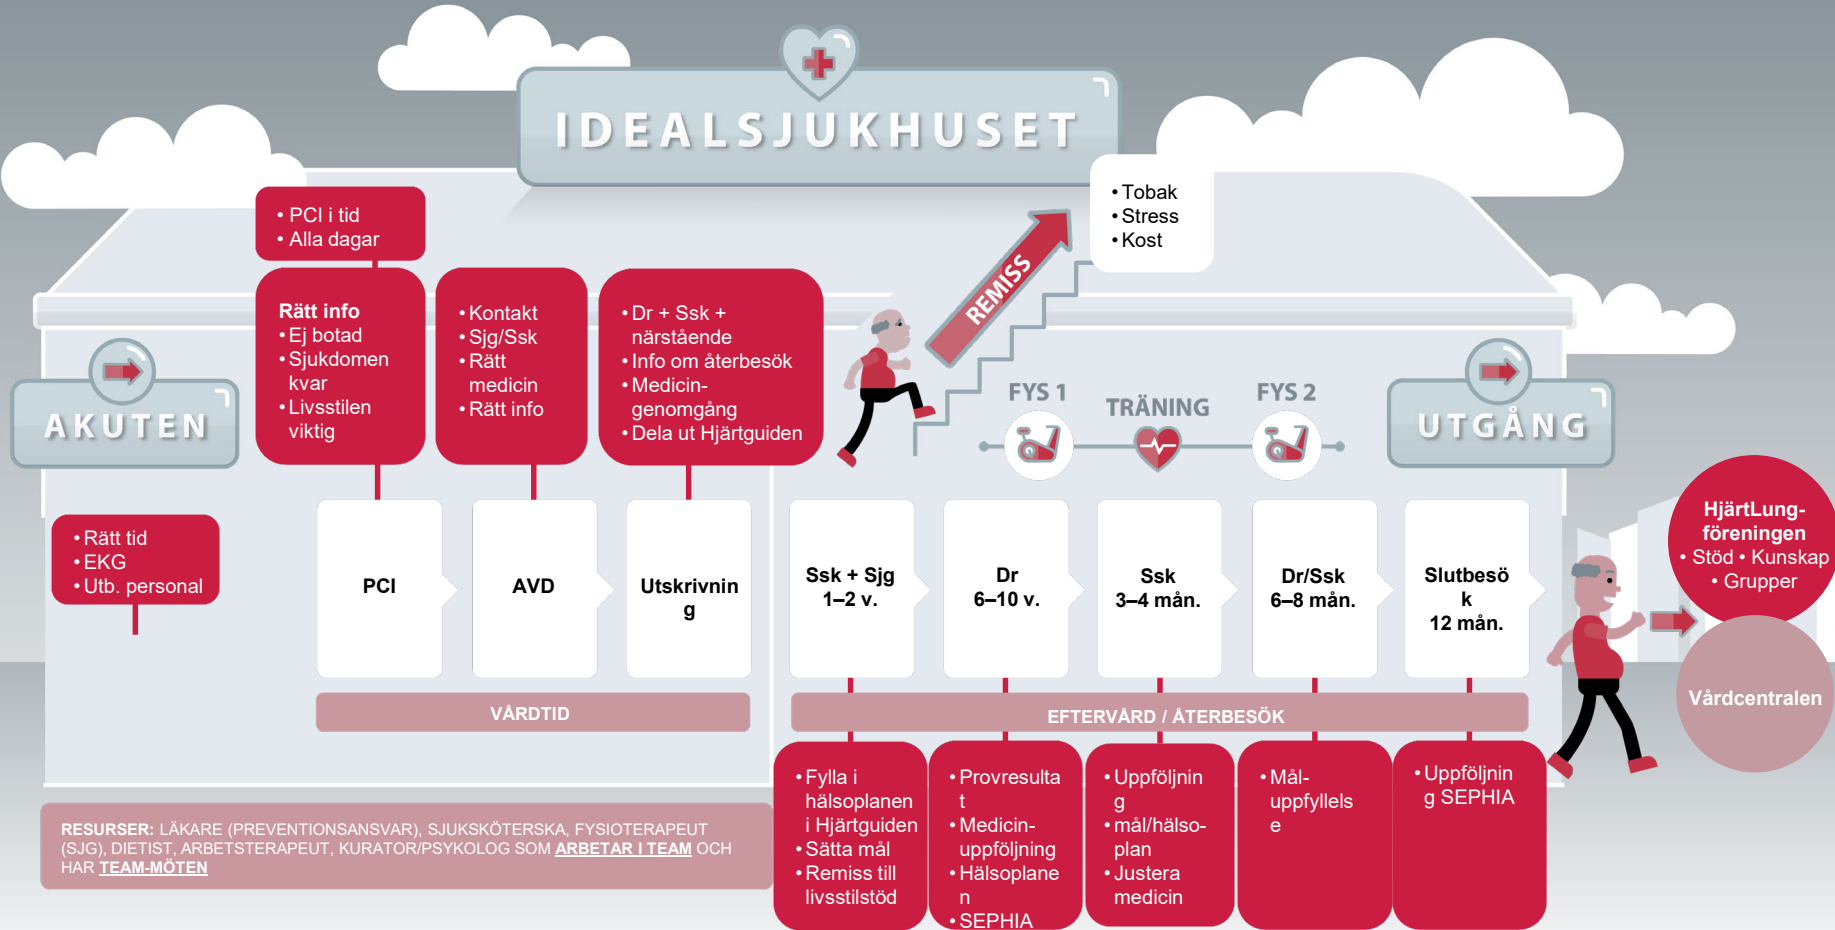 IDEALSJUKHUSET
• PCI i tid
• Alla dagar
Rätt info
• Ej botad
• Sjukdomen
kvar
• Livsstilen
viktig
• Kontakt
• Sjg/Ssk
• Rätt
medicin
• Rätt info
• Dr + Ssk +
närstående
• Info om återbesök
• Medicin-
genomgång
• Dela ut Hjärtguiden
REMISS
• Tobak
• Stress
• Kost
AKUTEN
• Rätt tid
• EKG
• Utb. personal
FYS 1
TRÄNING
FYS 2
UTGÅNG
PCI
AVD
Utskrivnin
g
VÅRDTID
Ssk + Sjg
1–2 v.
Dr
6–10 v.
Ssk
3–4 mån.
Dr/Ssk
6–8 mån.
Slutbesö
k
12 mån.
EFTERVÅRD / ÅTERBESÖK
• Fylla i
hälsoplanen
i Hjärtguiden
• Sätta mål
• Remiss till
livsstilstöd
• Provresulta
t
• Medicin-
uppföljning
• Hälsoplane
n
• SEPHIA
• Uppföljnin
g
• mål/hälso-
plan
• Justera
medicin
• Mål-
uppfyllels
e
• Uppföljnin
g SEPHIA
HjärtLung-
föreningen
• Stöd • Kunskap
• Grupper
Vårdcentralen
RESURSER: LÄKARE (PREVENTIONSANSVAR), SJUKSKÖTERSKA, FYSIOTERAPEUT
(SJG), DIETIST, ARBETSTERAPEUT, KURATOR/PSYKOLOG SOM ARBETAR I TEAM OCH
HAR TEAM-MÖTEN